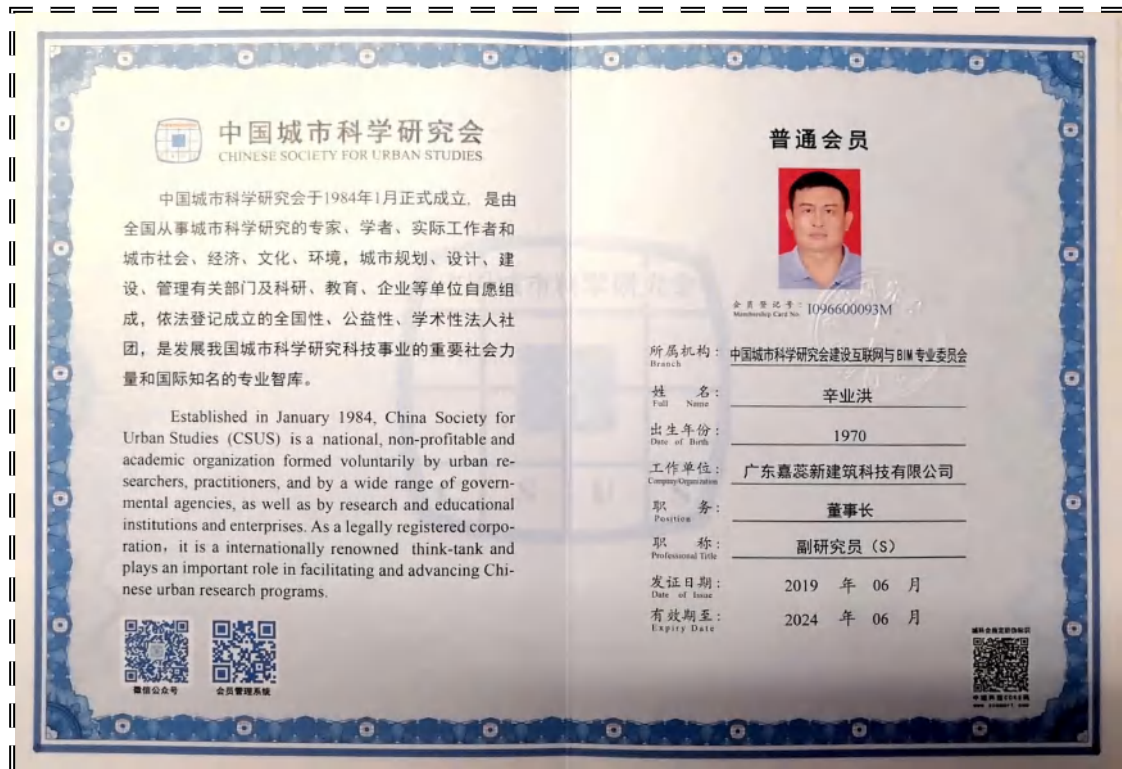 中国城市科学研究会
CHINESE SOCIETY FOR URBAN STUDIES
中国城市科学研究会于1984年1月正式成立，是由
全国从事城市科学研究的专家、学者、实际工作者和
城市社会、经济、文化、环境，城市规划、设计、建
设、管理有关部门及科研、教育、企业等单位自愿组
成，依法登记成立的全国性、公益性、学术性法人社
团，是发展我国城市科学研究科技事业的重要社会力
量和国际知名的专业智库。
Established in January 1984, China Society for
Urban Studies (CSUS) is a national, non-profitable and
academic organization formed voluntarily by urban re-
searchers, practitioners, and by a wide range of govern-
mental agencies, as well as by research and educational
institutions and enterprises. As a legally registered corpo-
ration, it is a internationally renowned think-tank and
plays an important role in facilitating and advancing Chi-
nese urban research programs.
微信公众号
会员管理系统
普通会员
会员登记号：
Membership Card No. I096600093M
所属机构： 中国城市科学研究会建设互联网与BIM专业委员会
Branch
姓 名： 辛业洪
Full Name
出生年份： 1970
Date of Birth
工作单位： 广东嘉蕊新建筑科技有限公司
Company/Organization
职 务： 董事长
Position
职 称： 副研究员（S）
Professional Title
发证日期： 2019 年 06 月
Date of Issue
有效期至： 2024 年 06 月
Expiry Date